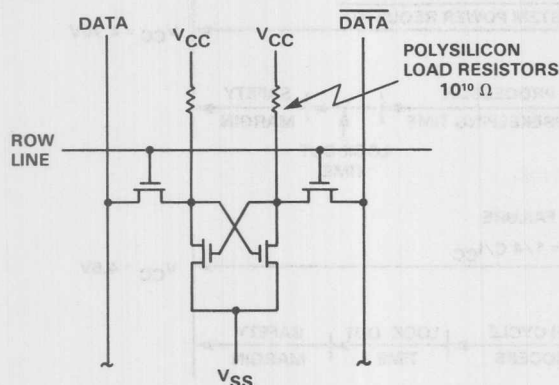 DATA
DATA
VCC
VCC
POLYSILICON
LOAD RESISTORS
10¹⁰ Ω
ROW
LINE
VSS